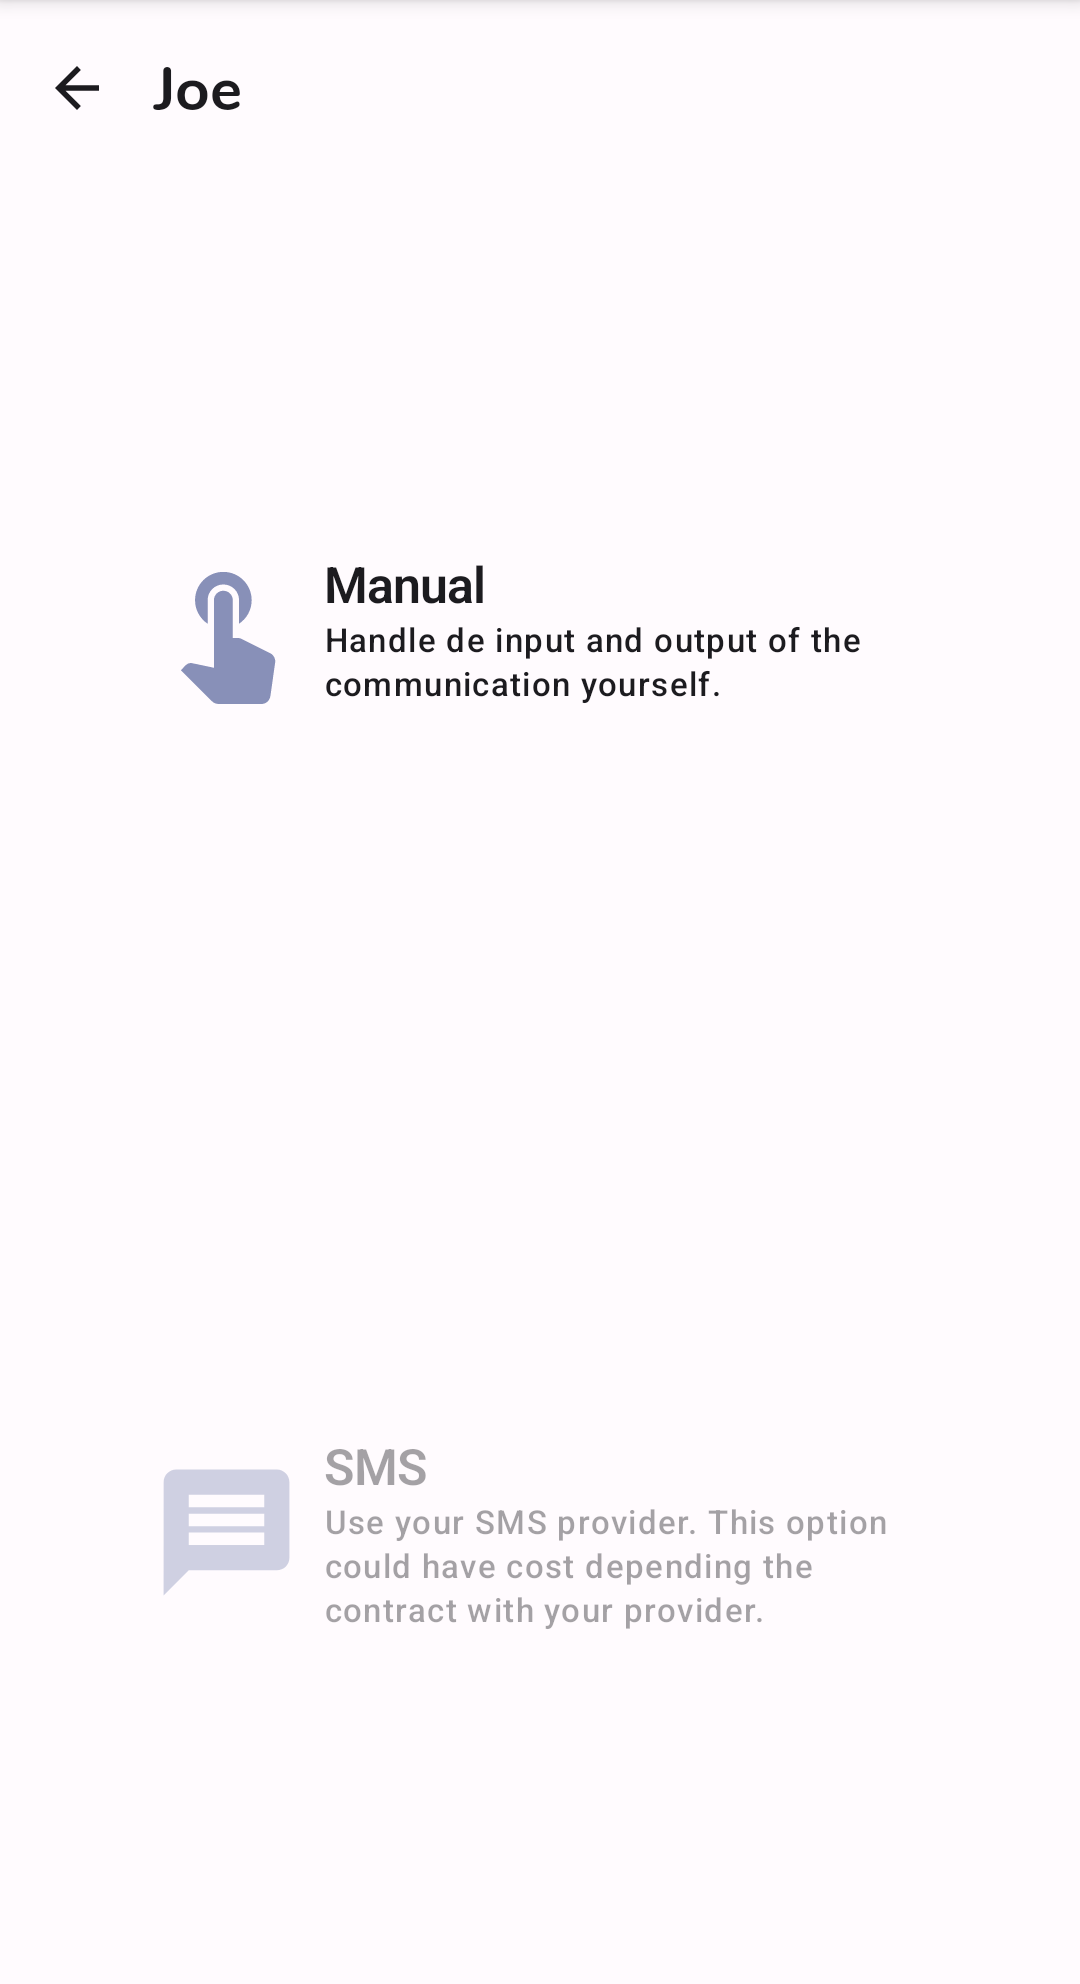 Joe
Manual
Handle de input and output of the
communication yourself.
SMS
Use your SMS provider. This option
could have cost depending the
contract with your provider.